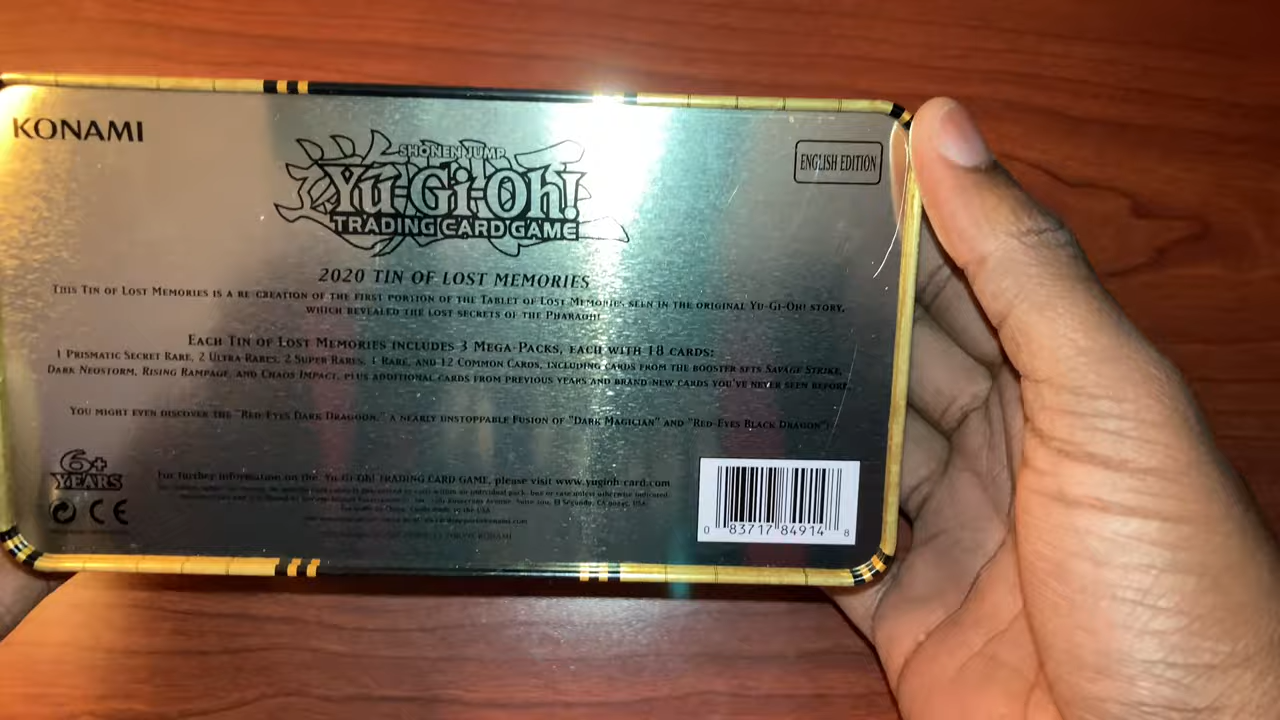 KONAMI
SHONEN JUMP
Yu-Gi-Oh!
TRADING CARD GAME
ENGLISH EDITION
2020 TIN OF LOST MEMORIES
THIS TIN OF LOST MEMORIES IS A RE-CREATION OF THE FIRST PORTION OF THE TABLET OF LOST MEMORIES SEEN IN THE ORIGINAL YU-GI-OH! STORY,
WHICH REVEALED THE LOST SECRETS OF THE PHARAOH!
EACH TIN OF LOST MEMORIES INCLUDES 3 MEGA-PACKS, EACH WITH 18 CARDS:
1 PRISMATIC SECRET RARE, 2 ULTRA RARES, 2 SUPER RARES, 1 RARE, AND 12 COMMON CARDS, INCLUDING CARDS FROM THE BOOSTER SETS SAVAGE STRIKE,
DARK NEOSTORM, RISING RAMPAGE, AND CHAOS IMPACT, PLUS ADDITIONAL CARDS FROM PREVIOUS YEARS AND BRAND-NEW CARDS YOU'VE NEVER SEEN BEFORE.
YOU MIGHT EVEN DISCOVER THE "RED-EYES DARK DRAGOON," A NEARLY UNSTOPPABLE FUSION OF "DARK MAGICIAN" AND "RED-EYES BLACK DRAGON"!
6+
YEARS
CE
For further information on the Yu-Gi-Oh! TRADING CARD GAME, please visit www.yugioh-card.com
0 83717 84914 8